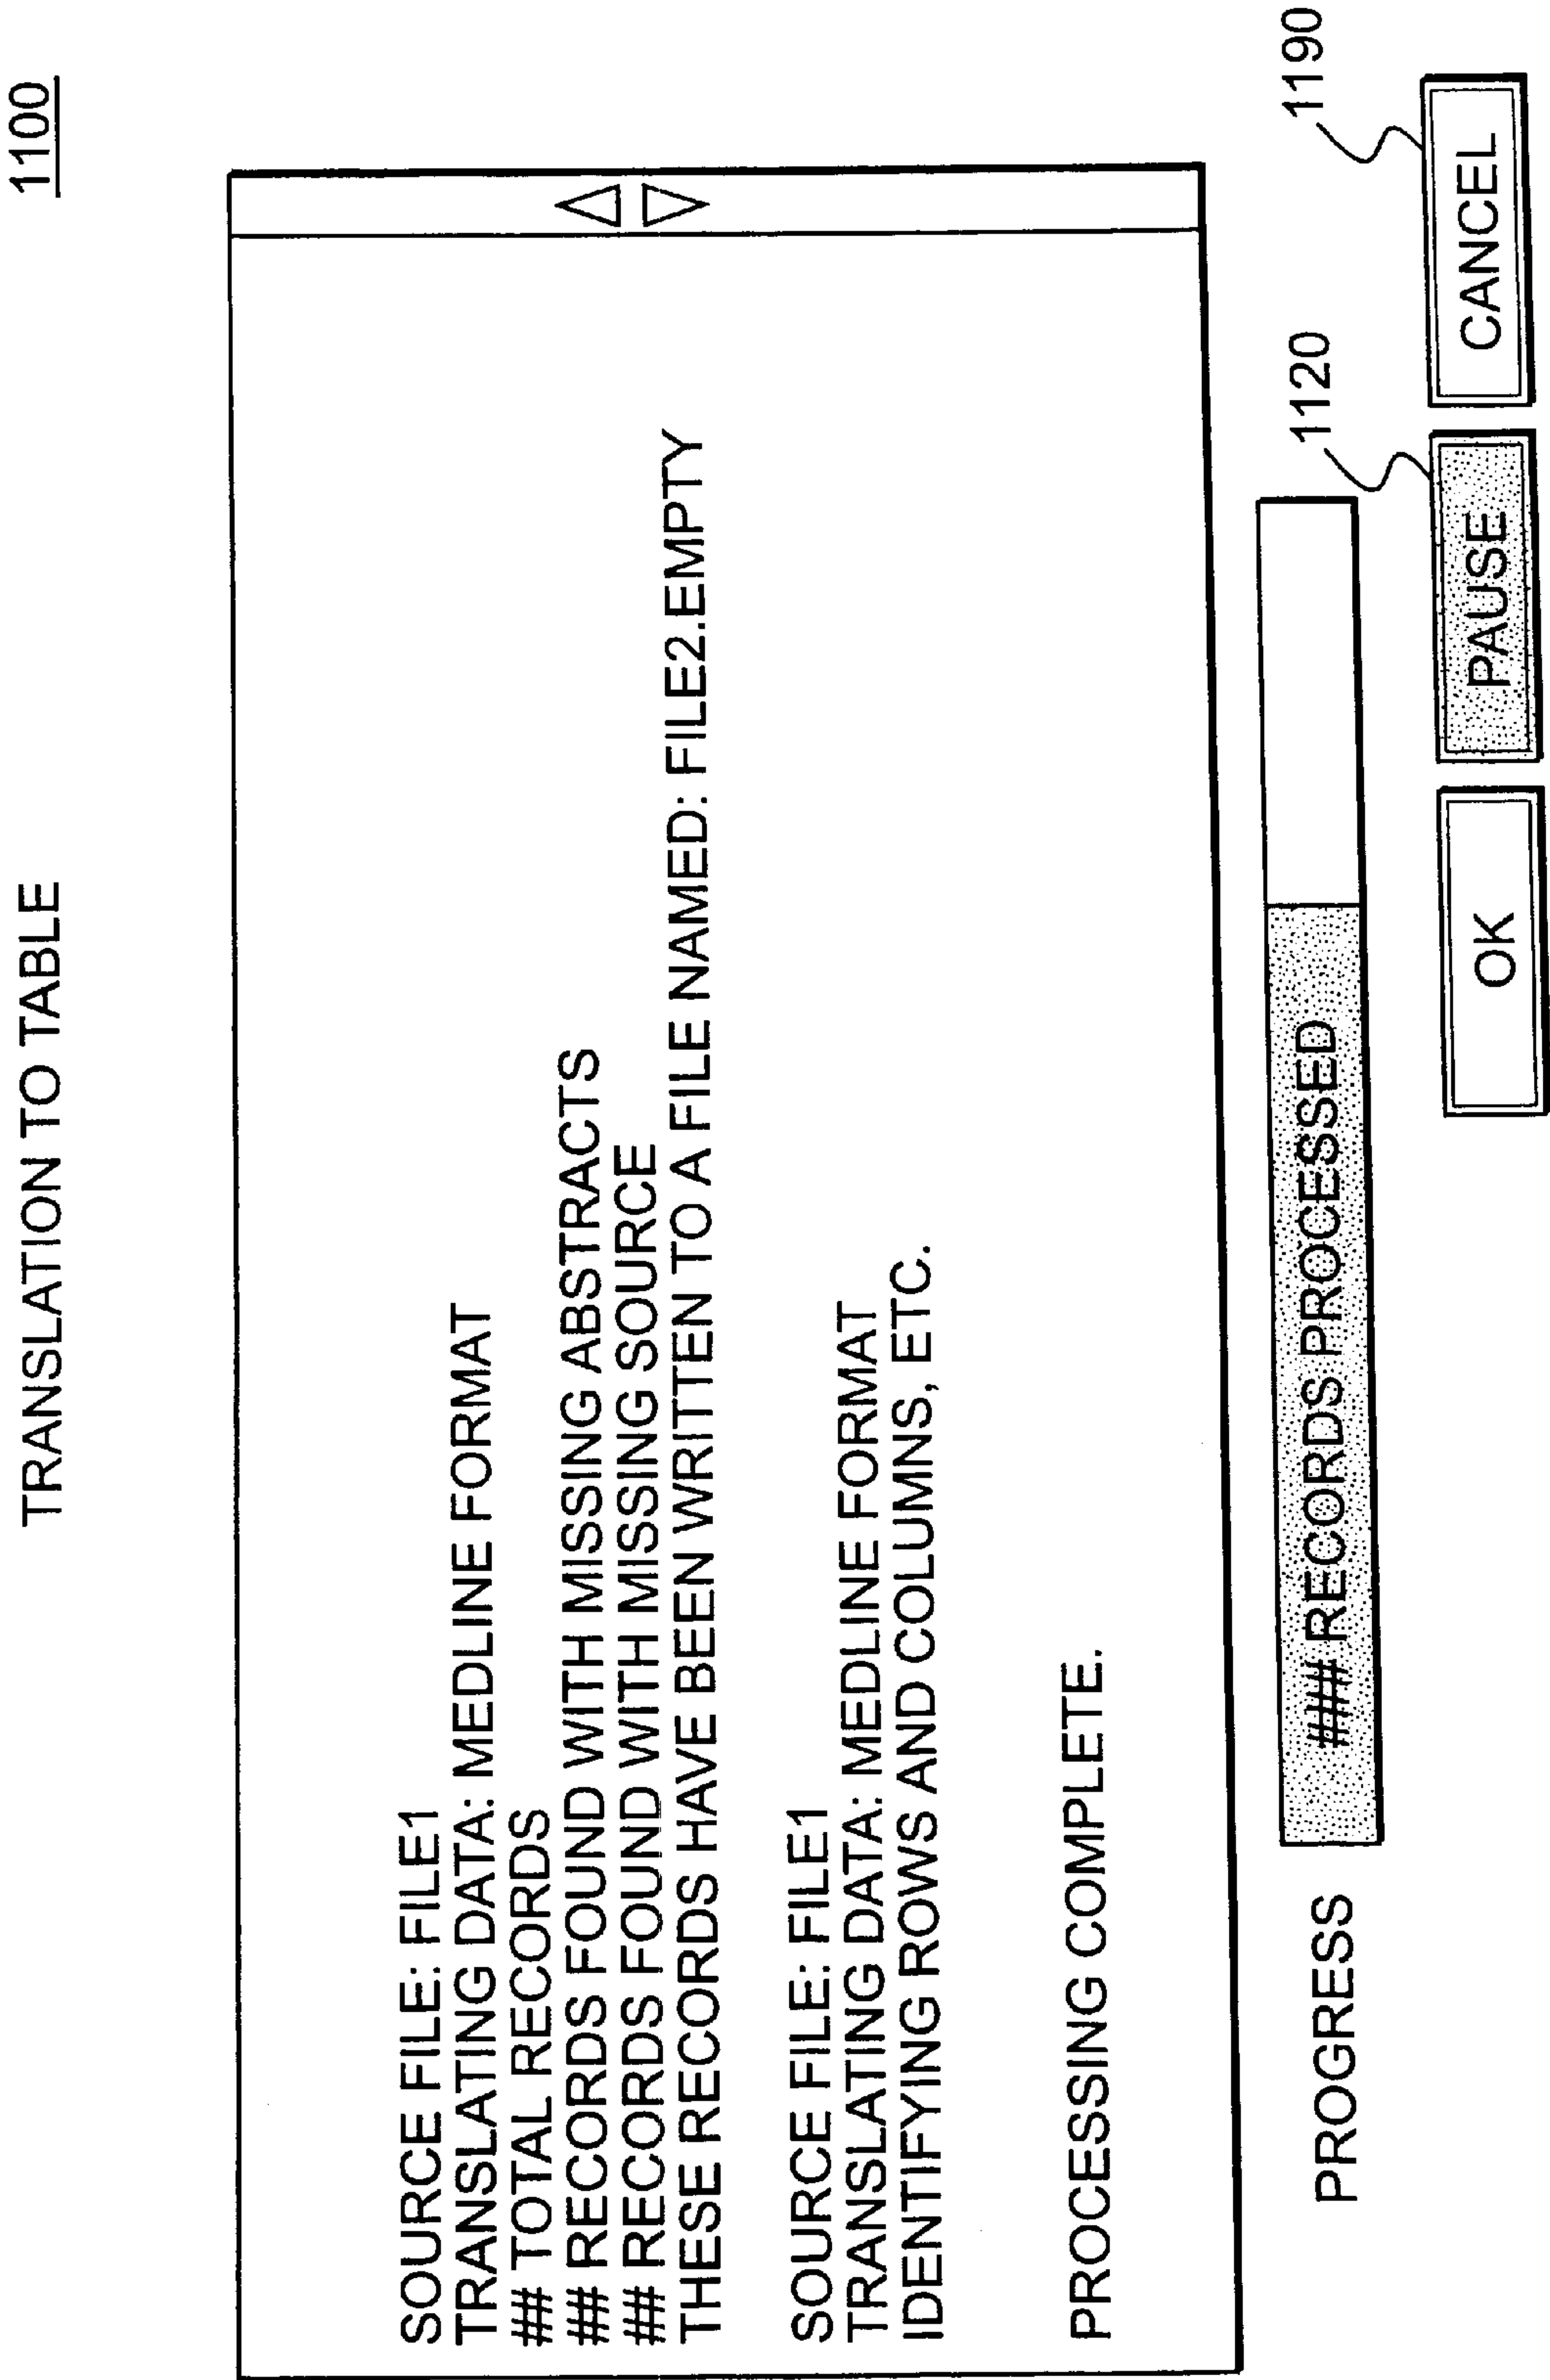 TRANSLATION TO TABLE
1100
SOURCE FILE: FILE1
TRANSLATING DATA: MEDLINE FORMAT
## TOTAL RECORDS
## RECORDS FOUND WITH MISSING ABSTRACTS
## RECORDS FOUND WITH MISSING SOURCE
THESE RECORDS HAVE BEEN WRITTEN TO A FILE NAMED: FILE2.EMPTY
SOURCE FILE: FILE1
TRANSLATING DATA: MEDLINE FORMAT
IDENTIFYING ROWS AND COLUMNS, ETC.
PROCESSING COMPLETE.
PROGRESS
### RECORDS PROCESSED
1120
1190
OK
PAUSE
CANCEL